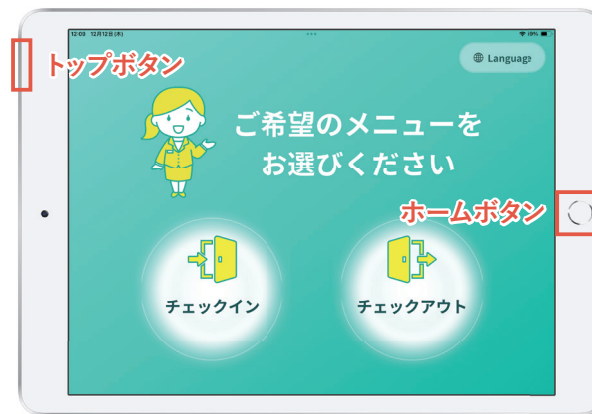 12:09 12月12日(木)
トップボタン
Language
ご希望のメニューを
お選びください
ホームボタン
チェックイン
チェックアウト